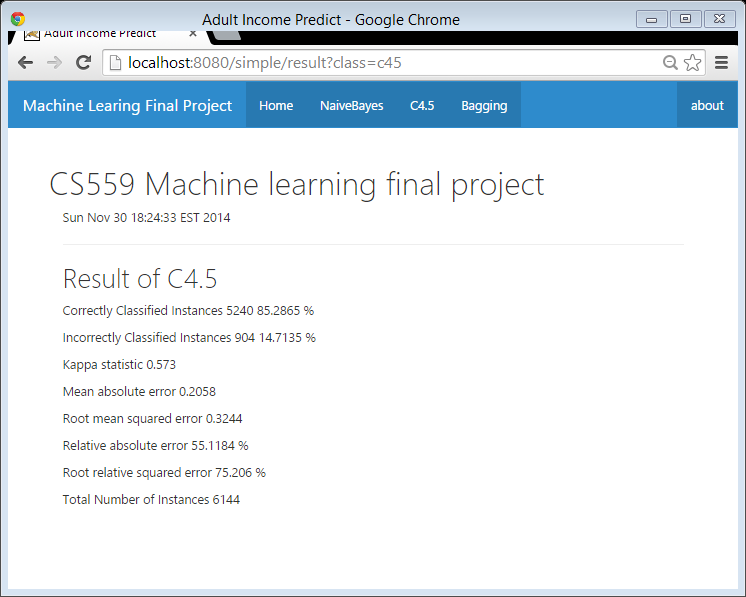 Adult Income Predict - Google Chrome
Adult Income Predict
localhost:8080/simple/result?class=c45
Machine Learing Final Project Home NaiveBayes C4.5 Bagging about
CS559 Machine learning final project
Sun Nov 30 18:24:33 EST 2014
Result of C4.5
Correctly Classified Instances 5240 85.2865 %
Incorrectly Classified Instances 904 14.7135 %
Kappa statistic 0.573
Mean absolute error 0.2058
Root mean squared error 0.3244
Relative absolute error 55.1184 %
Root relative squared error 75.206 %
Total Number of Instances 6144